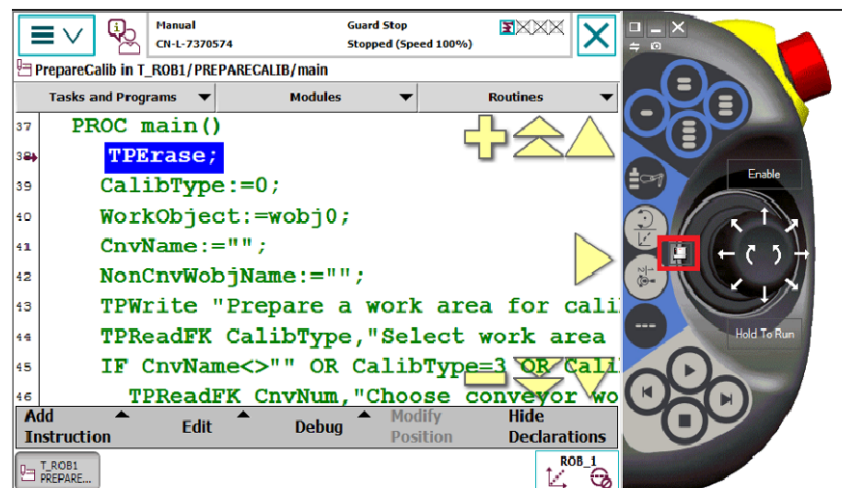 Manual
CN-L-7370574
Guard Stop
Stopped (Speed 100%)
PrepareCalib in T_ROB1/PREPARECALIB/main
Tasks and Programs
Modules
Routines
37 PROC main()
38 TPErase;
39 CalibType:=0;
40 WorkObject:=wobj0;
41 CnvName:="";
42 NonCnvWobjName:="";
43 TPWrite "Prepare a work area for cali
44 TPReadFK CalibType,"Select work area
45 IF CnvName<>"" OR CalibType=3 OR Cali
46 TPReadFK CnvNum,"Choose conveyor wo
Add Instruction
Edit
Debug
Modify Position
Hide Declarations
T_ROB1
PREPARE...
ROB_1
Enable
Hold To Run